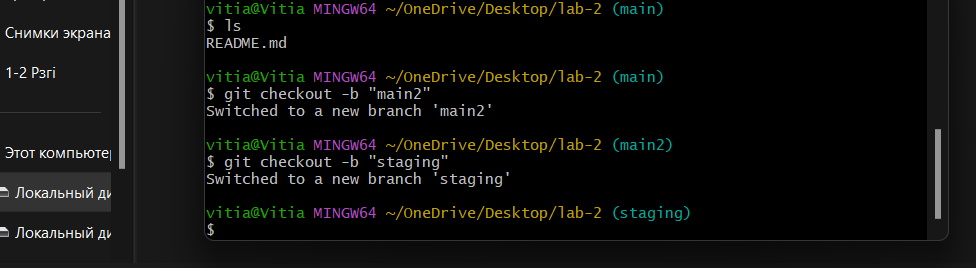 Снимки экрана
1-2 Рзгі
Этот компьютер
Локальный ди
Локальный ди
vitia@Vitia MINGW64 ~/OneDrive/Desktop/lab-2 (main)
$ ls
README.md
vitia@Vitia MINGW64 ~/OneDrive/Desktop/lab-2 (main)
$ git checkout -b "main2"
Switched to a new branch 'main2'
vitia@Vitia MINGW64 ~/OneDrive/Desktop/lab-2 (main2)
$ git checkout -b "staging"
Switched to a new branch 'staging'
vitia@Vitia MINGW64 ~/OneDrive/Desktop/lab-2 (staging)
$